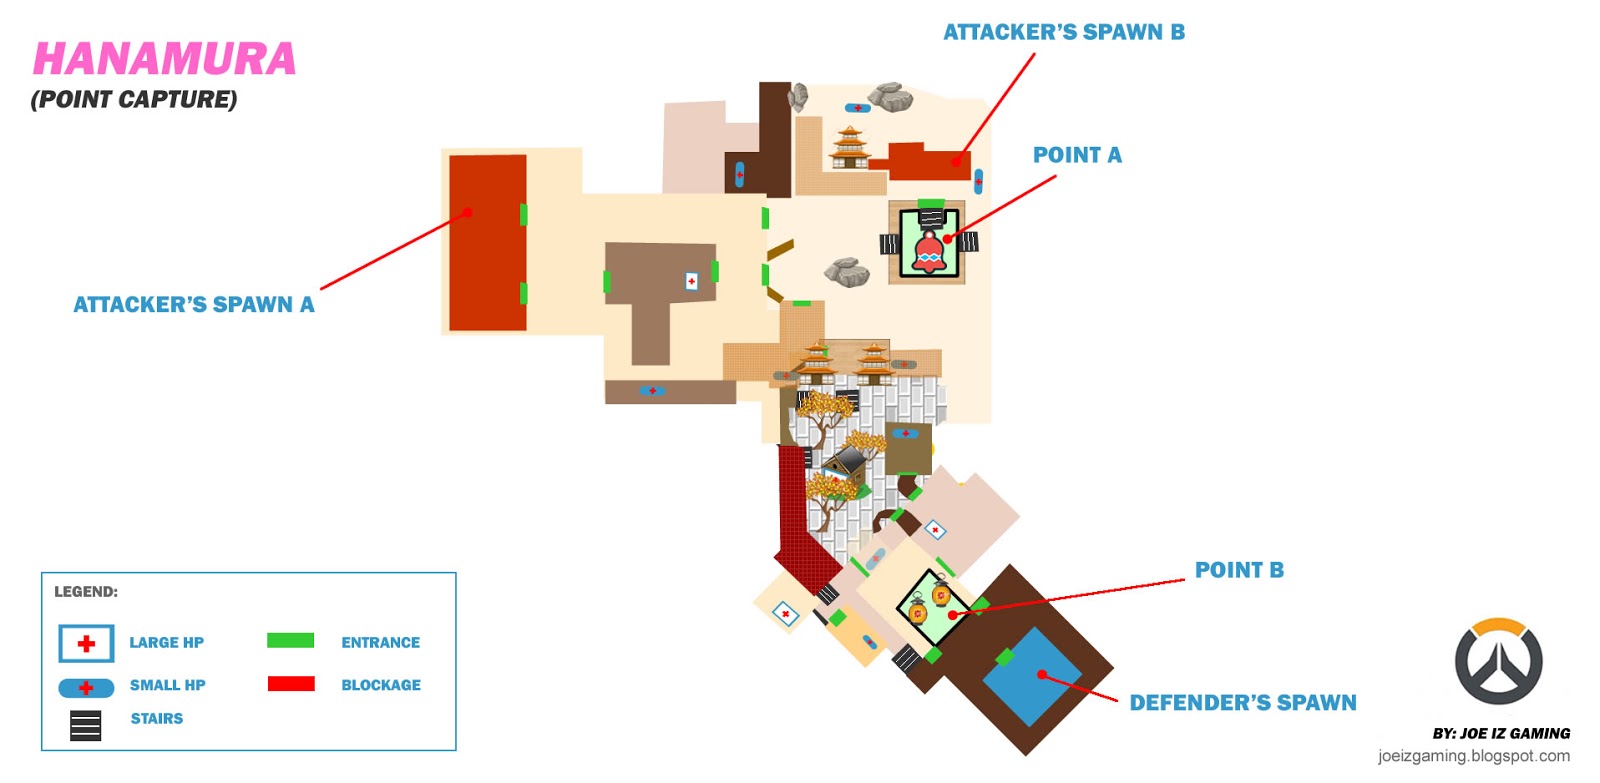 HANAMURA
(POINT CAPTURE)
ATTACKER'S SPAWN B
POINT A
ATTACKER'S SPAWN A
POINT B
DEFENDER'S SPAWN
LEGEND:
LARGE HP
ENTRANCE
SMALL HP
BLOCKAGE
STAIRS
BY: JOE IZ GAMING
joeizgaming.blogspot.com